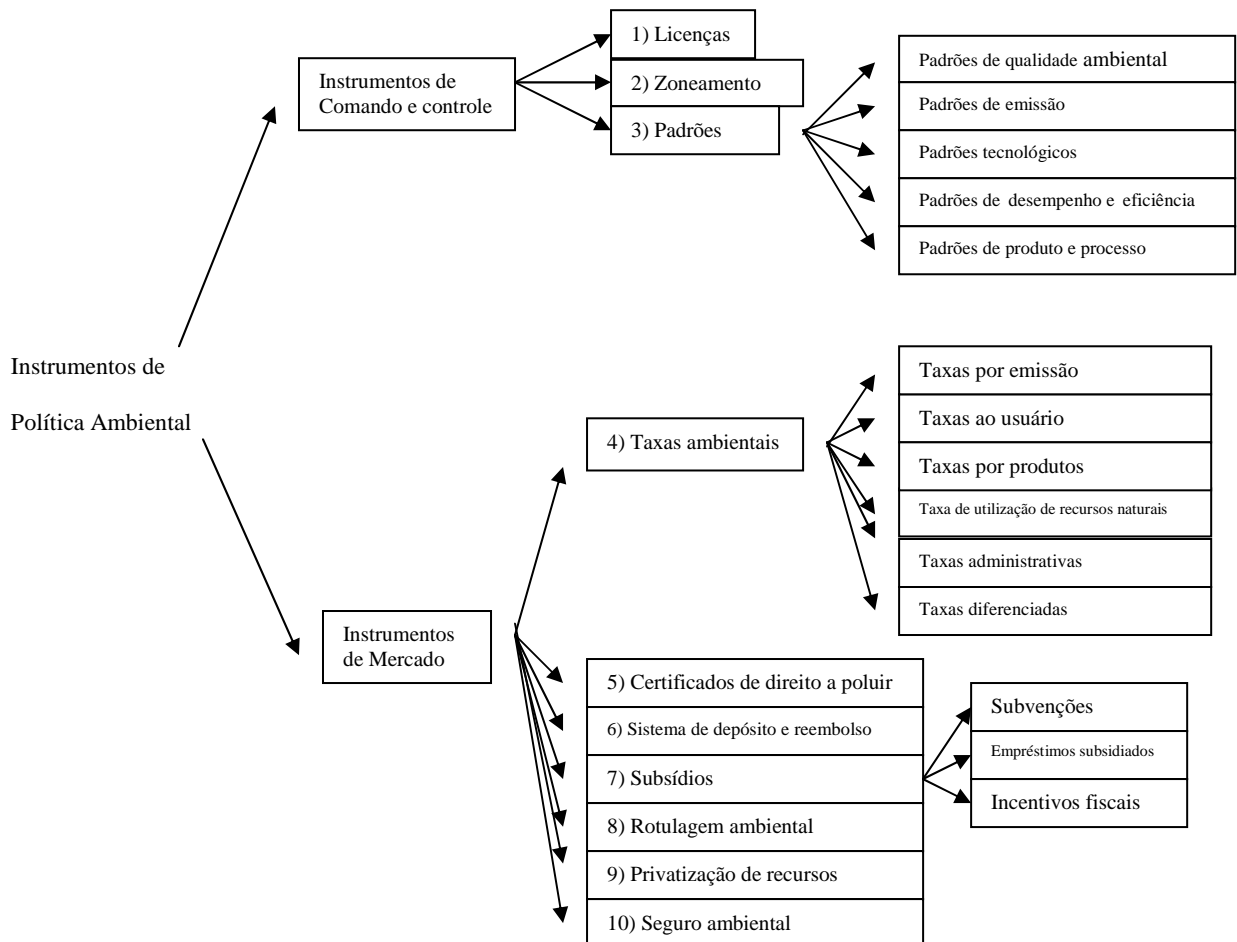 Instrumentos de
Política Ambiental
Instrumentos de
Comando e controle
1) Licenças
2) Zoneamento
3) Padrões
Padrões de qualidade ambiental
Padrões de emissão
Padrões tecnológicos
Padrões de desempenho e eficiência
Padrões de produto e processo
Instrumentos
de Mercado
4) Taxas ambientais
Taxas por emissão
Taxas ao usuário
Taxas por produtos
Taxa de utilização de recursos naturais
Taxas administrativas
Taxas diferenciadas
5) Certificados de direito a poluir
6) Sistema de depósito e reembolso
7) Subsídios
8) Rotulagem ambiental
9) Privatização de recursos
10) Seguro ambiental
Subvenções
Empréstimos subsidiados
Incentivos fiscais